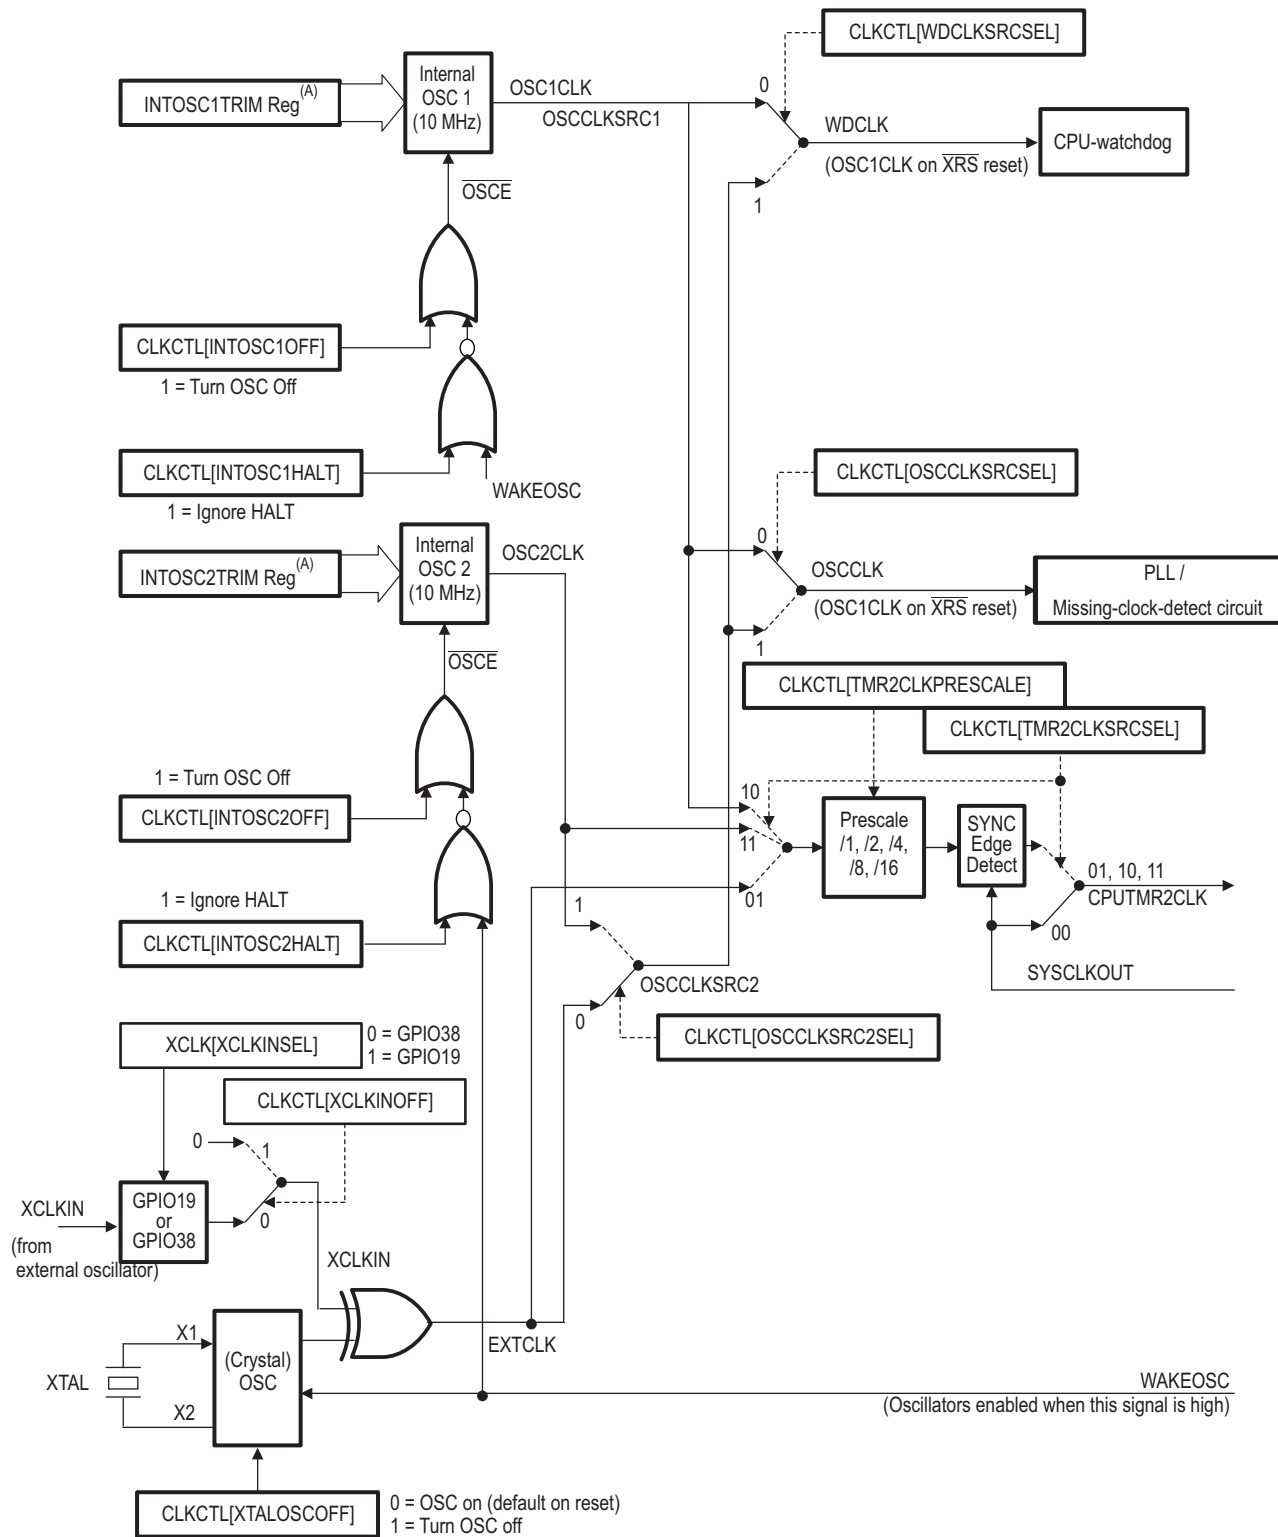 CLKCTL[WDCLKSRCSEL]
INTOSC1TRIM Reg(A)
Internal
OSC 1
(10 MHz)
OSC1CLK
OSCCLKSRC1
0
WDCLK
(OSC1CLK on XRS reset)
CPU-watchdog
1
OSCE
CLKCTL[INTOSC1OFF]
1 = Turn OSC Off
CLKCTL[INTOSC1HALT]
1 = Ignore HALT
WAKEOSC
CLKCTL[OSCCLKSRCSEL]
INTOSC2TRIM Reg(A)
Internal
OSC 2
(10 MHz)
OSC2CLK
0
OSCCLK
(OSC1CLK on XRS reset)
PLL /
Missing-clock-detect circuit
1
OSCE
CLKCTL[TMR2CLKPRESCALE]
CLKCTL[TMR2CLKSRCSEL]
1 = Turn OSC Off
CLKCTL[INTOSC2OFF]
10
11
01
Prescale
/1, /2, /4,
/8, /16
SYNC
Edge
Detect
01, 10, 11
CPUTMR2CLK
00
SYSCLKOUT
1 = Ignore HALT
CLKCTL[INTOSC2HALT]
1
OSCCLKSRC2
0
CLKCTL[OSCCLKSRC2SEL]
XCLK[XCLKINSEL]
0 = GPIO38
1 = GPIO19
CLKCTL[XCLKINOFF]
0
1
0
XCLKIN
(from
external oscillator)
GPIO19
or
GPIO38
XCLKIN
EXTCLK
X1
XTAL
X2
(Crystal)
OSC
WAKEOSC
(Oscillators enabled when this signal is high)
CLKCTL[XTALOSCOFF]
0 = OSC on (default on reset)
1 = Turn OSC off